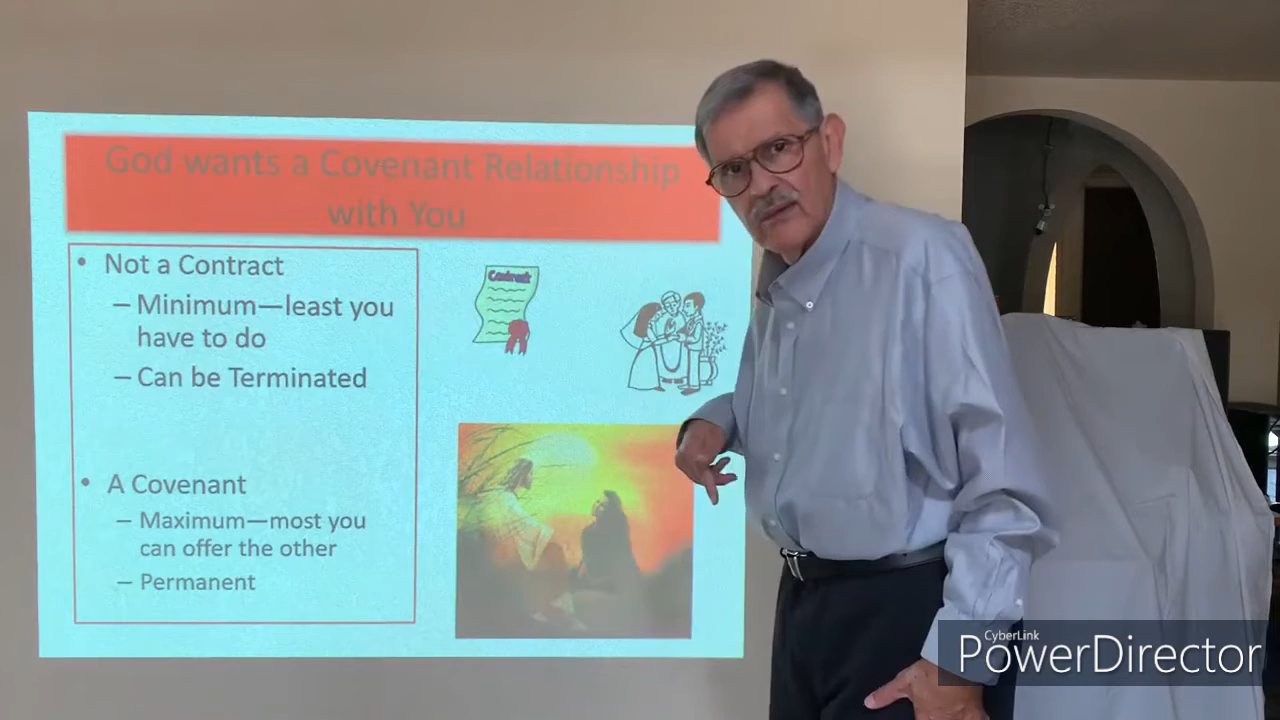 God wants a Covenant Relationship
with You
• Not a Contract
– Minimum—least you
have to do
– Can be Terminated
• A Covenant
– Maximum—most you
can offer the other
– Permanent
Contract
CyberLink
PowerDirector